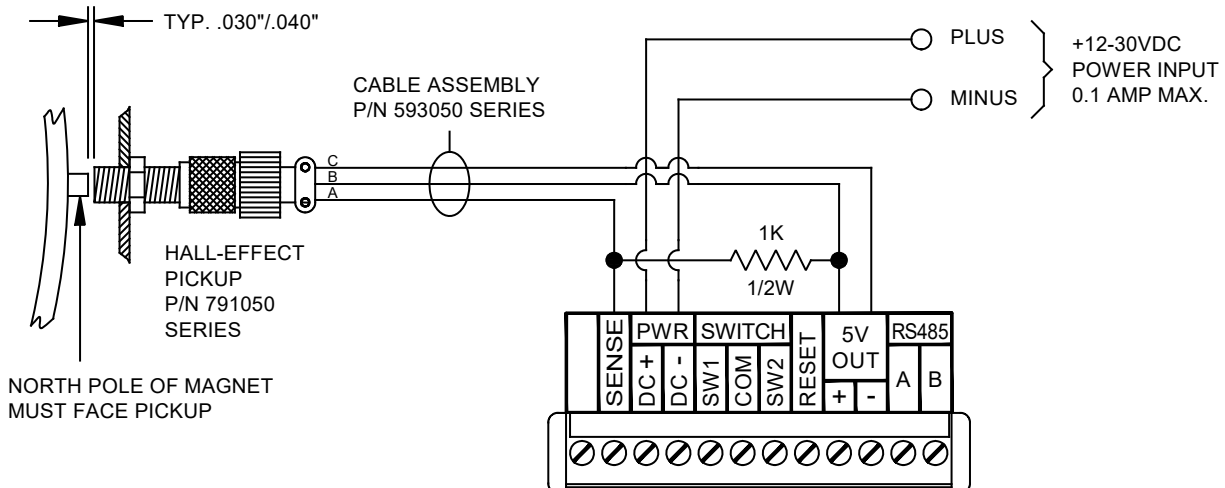 TYP. .030"/.040"
PLUS
+12-30VDC
POWER INPUT
0.1 AMP MAX.
MINUS
CABLE ASSEMBLY
P/N 593050 SERIES
C
B
A
HALL-EFFECT
PICKUP
P/N 791050
SERIES
1K
1/2W
NORTH POLE OF MAGNET
MUST FACE PICKUP
SENSE
PWR
DC +
DC -
SWITCH
SW1
COM
SW2
RESET
5V
OUT
+
-
RS485
A
B